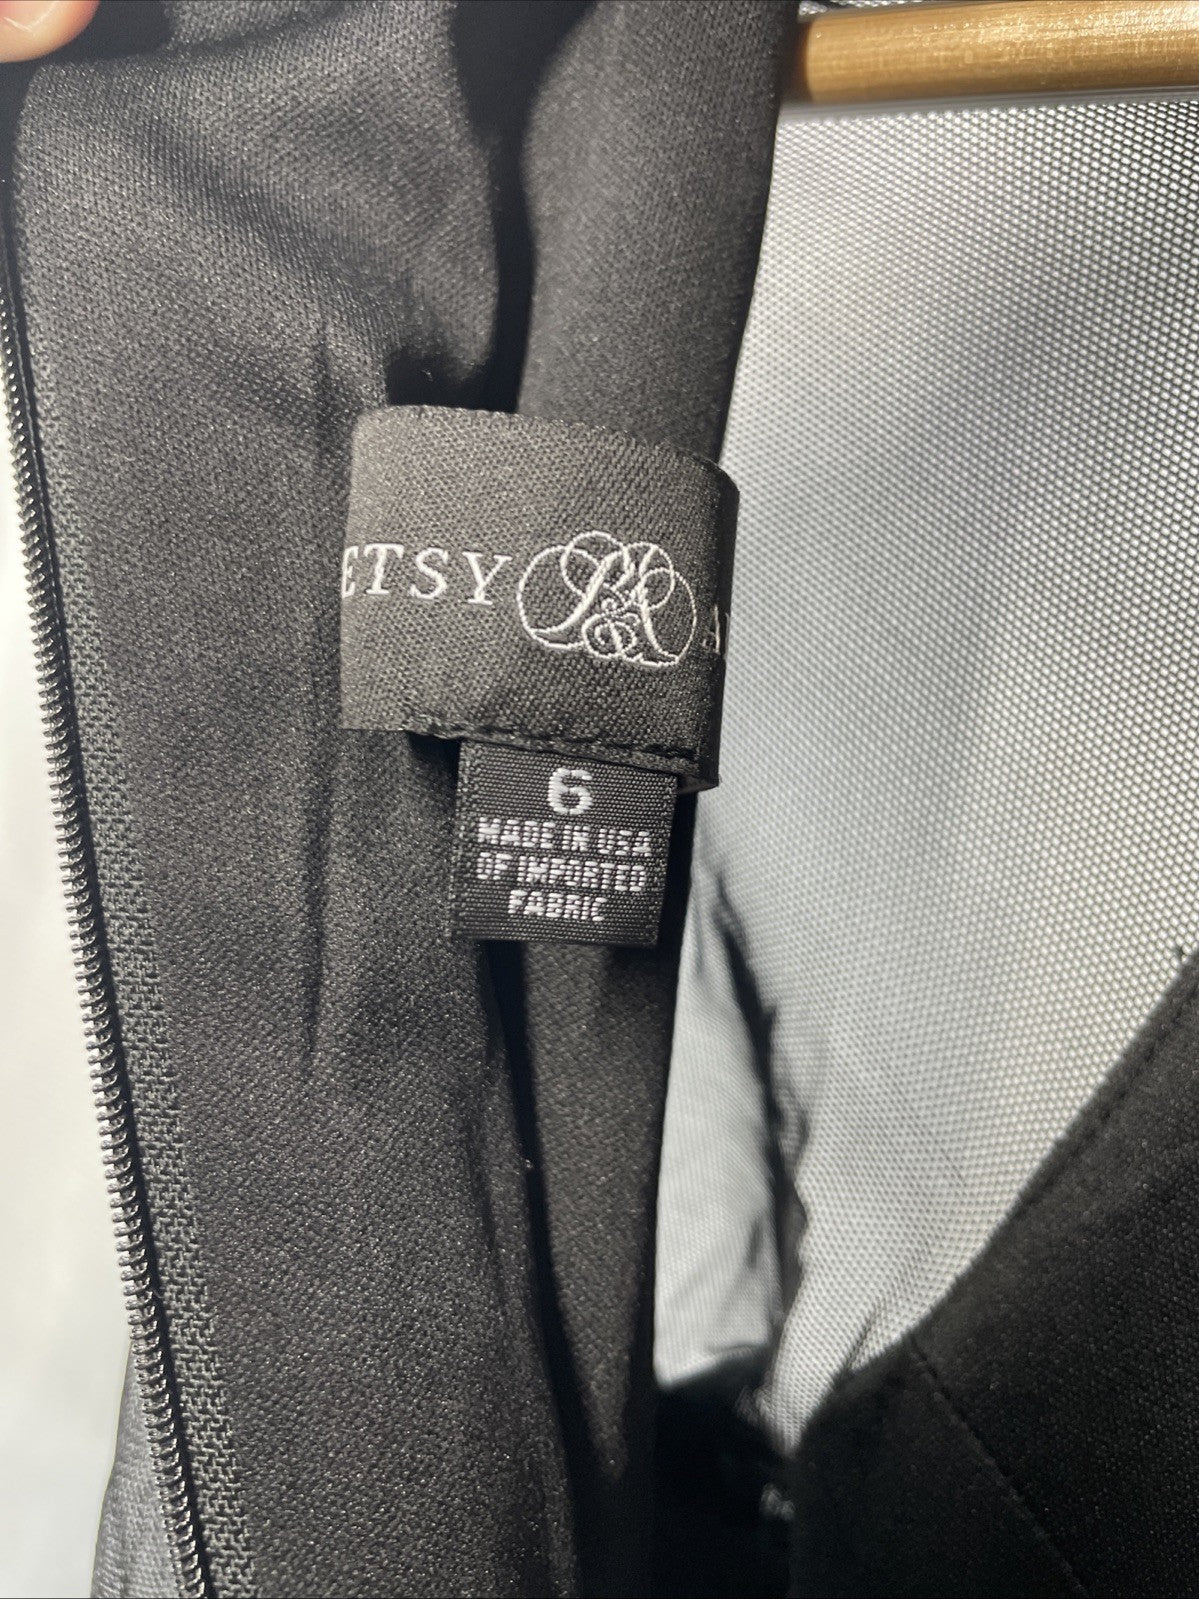 ETSY B&A A
6
MADE IN USA
OF IMPORTED
FABRIC